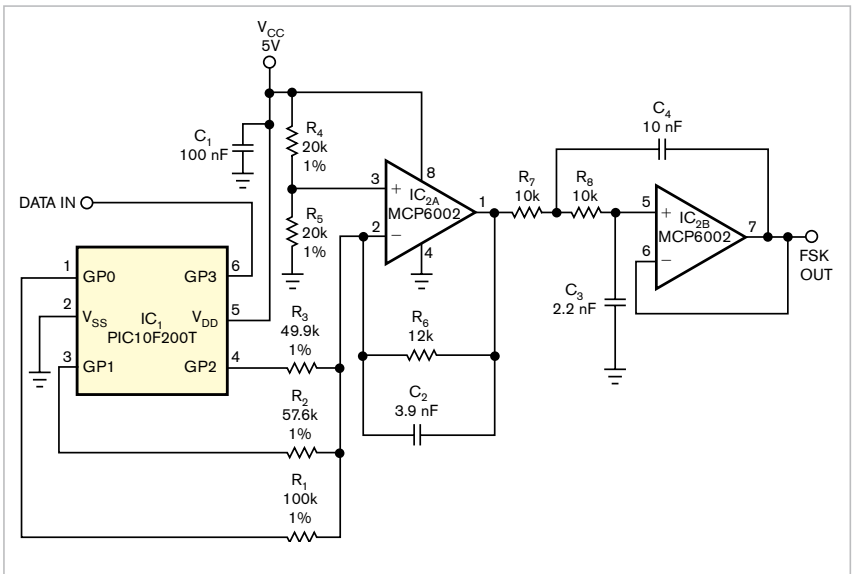 V_CC
5V
C_1
100 nF
R_4
20k
1%
R_5
20k
1%
DATA IN
3
+
2
−
8
4
1
IC_2A
MCP6002
R_7
10k
R_8
10k
C_4
10 nF
5
+
6
−
7
IC_2B
MCP6002
FSK
OUT
C_3
2.2 nF
1
GP0
2
V_SS
3
GP1
GP3
6
V_DD
5
GP2
4
IC_1
PIC10F200T
R_3
49.9k
1%
R_2
57.6k
1%
R_1
100k
1%
R_6
12k
C_2
3.9 nF